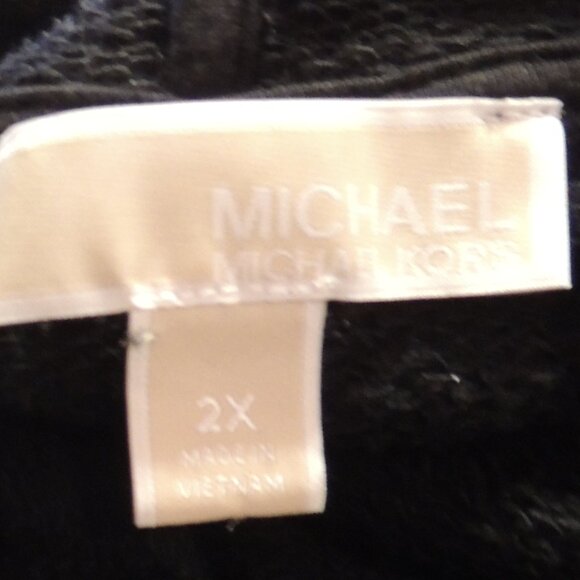 MICHAEL
MICHAEL KORS
2X
MADE IN
VIETNAM